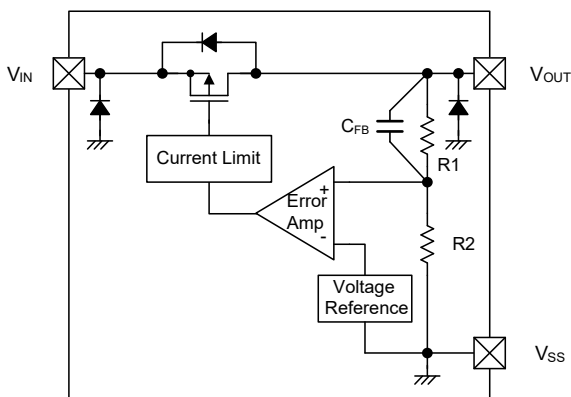 VIN
VOUT
CFB
R1
Current Limit
Error
Amp
+
-
R2
Voltage
Reference
VSS